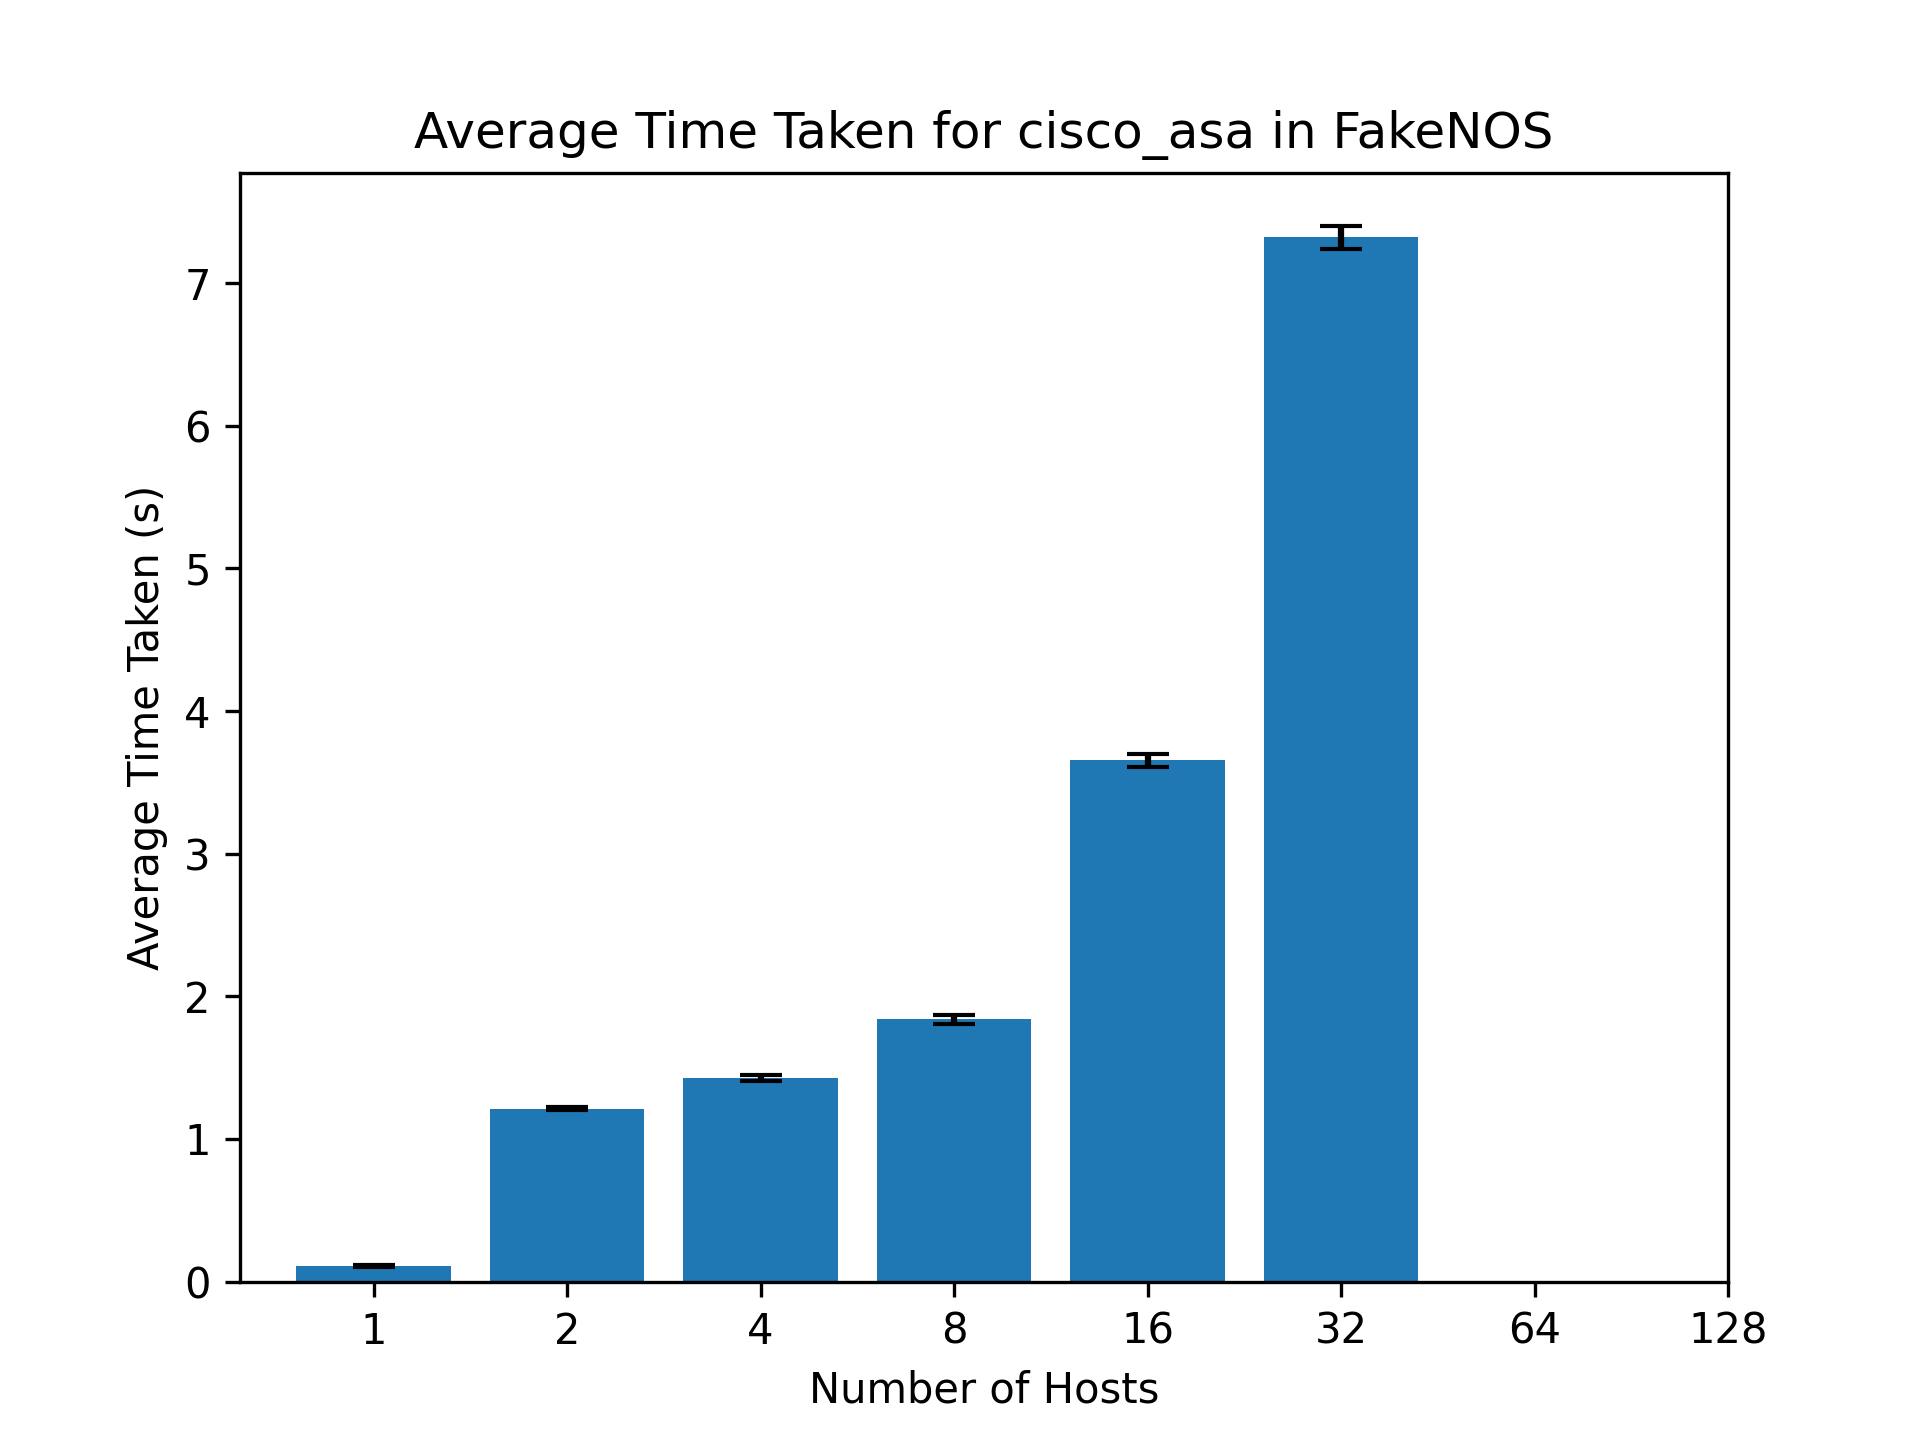 Average Time Taken for cisco_asa in FakeNOS
Average Time Taken (s)
7
6
5
4
3
2
1
0
1 2 4 8 16 32 64 128
Number of Hosts